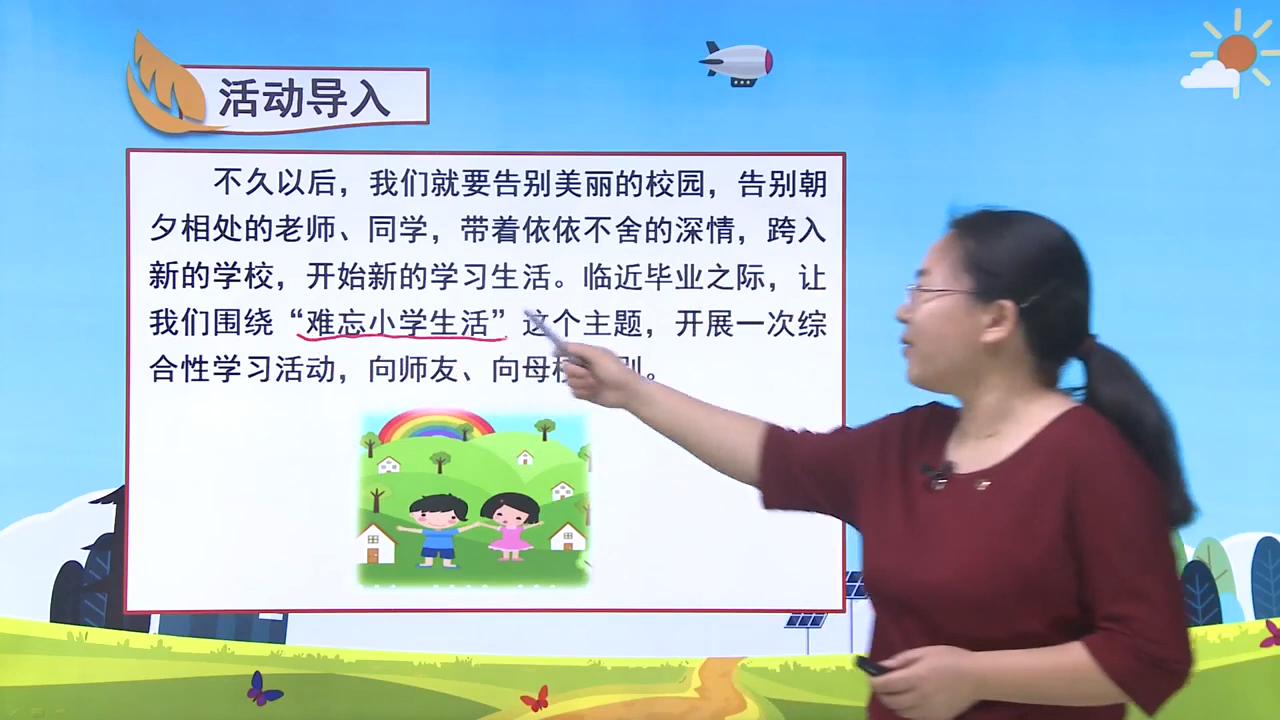 活动导入
不久以后，我们就要告别美丽的校园，告别朝
夕相处的老师、同学，带着依依不舍的深情，跨入
新的学校，开始新的学习生活。临近毕业之际，让
我们围绕“难忘小学生活”这个主题，开展一次综
合性学习活动，向师友、向母校 别。